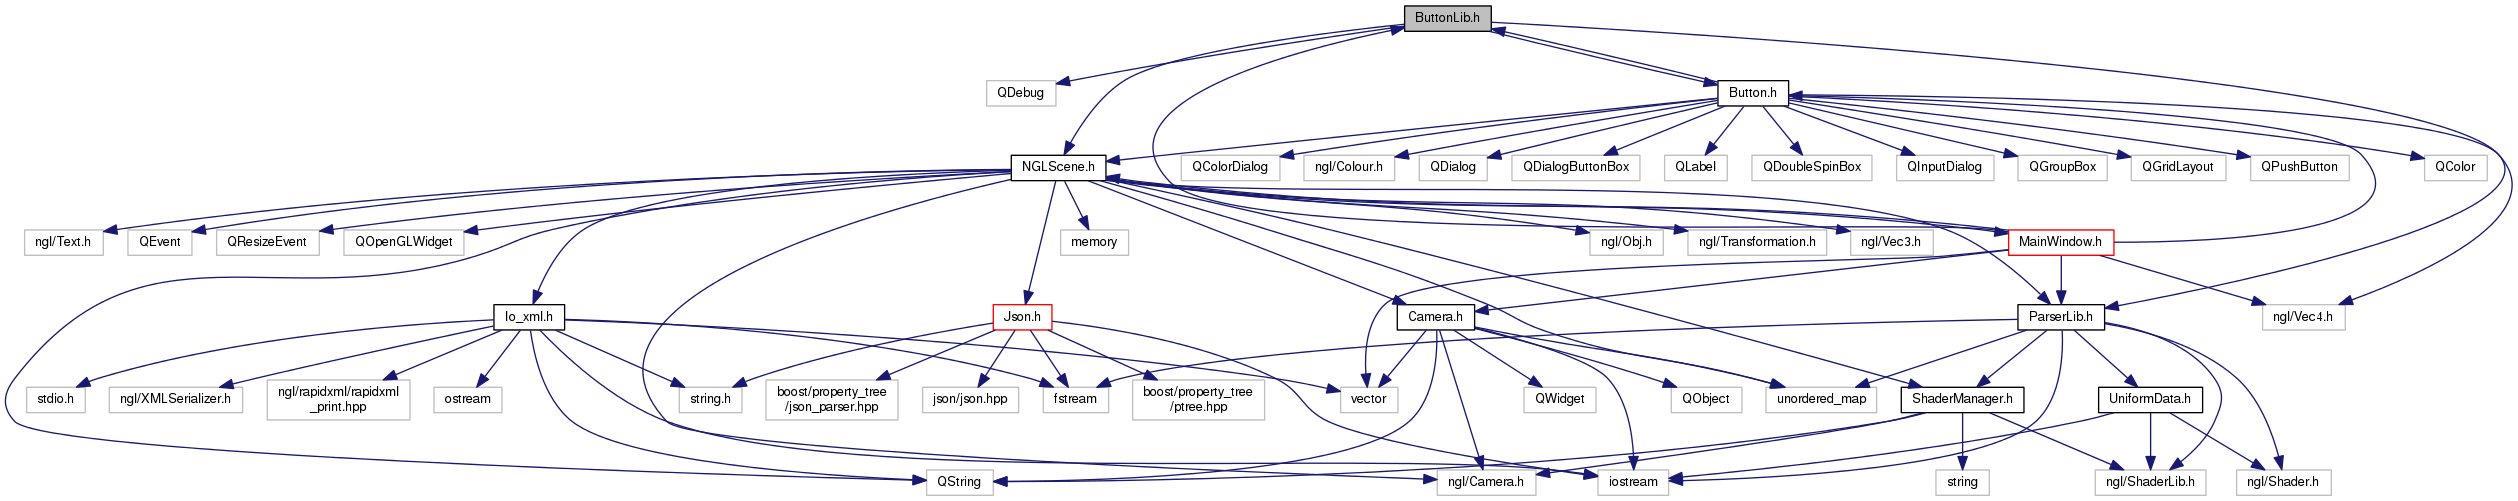 ButtonLib.h
QDebug
Button.h
NGLScene.h
QColorDialog
ngl/Colour.h
QDialog
QDialogButtonBox
QLabel
QDoubleSpinBox
QInputDialog
QGroupBox
QGridLayout
QPushButton
QColor
ngl/Text.h
QEvent
QResizeEvent
QOpenGLWidget
memory
ngl/Obj.h
ngl/Transformation.h
ngl/Vec3.h
MainWindow.h
Io_xml.h
Json.h
Camera.h
ParserLib.h
ngl/Vec4.h
stdio.h
ngl/XMLSerializer.h
ngl/rapidxml/rapidxml
_print.hpp
ostream
string.h
boost/property_tree
/json_parser.hpp
json/json.hpp
fstream
boost/property_tree
/ptree.hpp
vector
QWidget
QObject
unordered_map
ShaderManager.h
UniformData.h
QString
ngl/Camera.h
iostream
string
ngl/ShaderLib.h
ngl/Shader.h